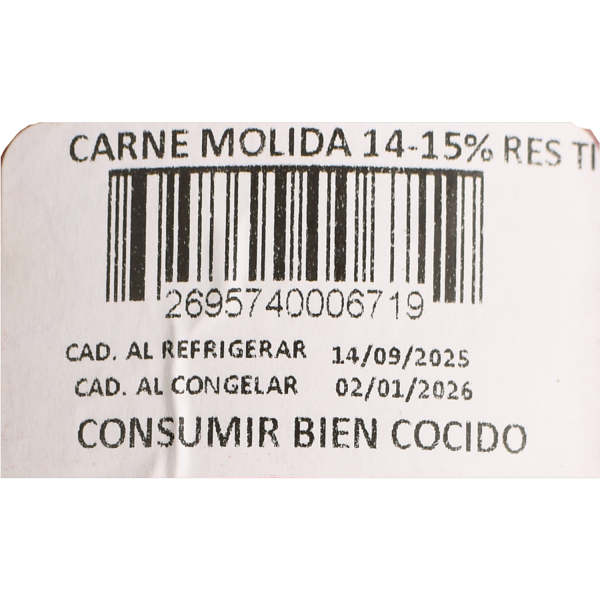 CARNE MOLIDA 14-15% RES TI
2695740006719
CAD. AL REFRIGERAR 14/09/2025
CAD. AL CONGELAR 02/01/2026
CONSUMIR BIEN COCIDO